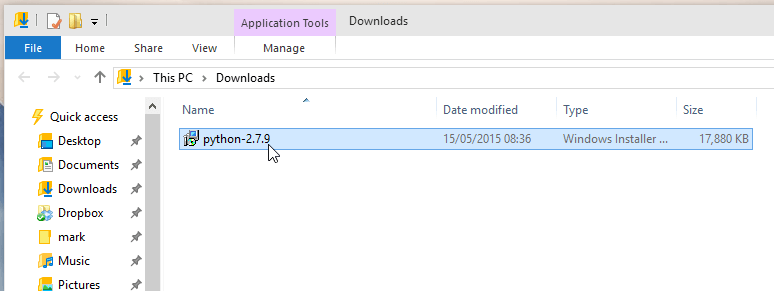 Application Tools Downloads
File Home Share View Manage
This PC Downloads
Name Date modified Type Size
Quick access
python-2.7.9 15/05/2015 08:36 Windows Installer ... 17,880 KB
Desktop
Documents
Downloads
Dropbox
mark
Music
Pictures